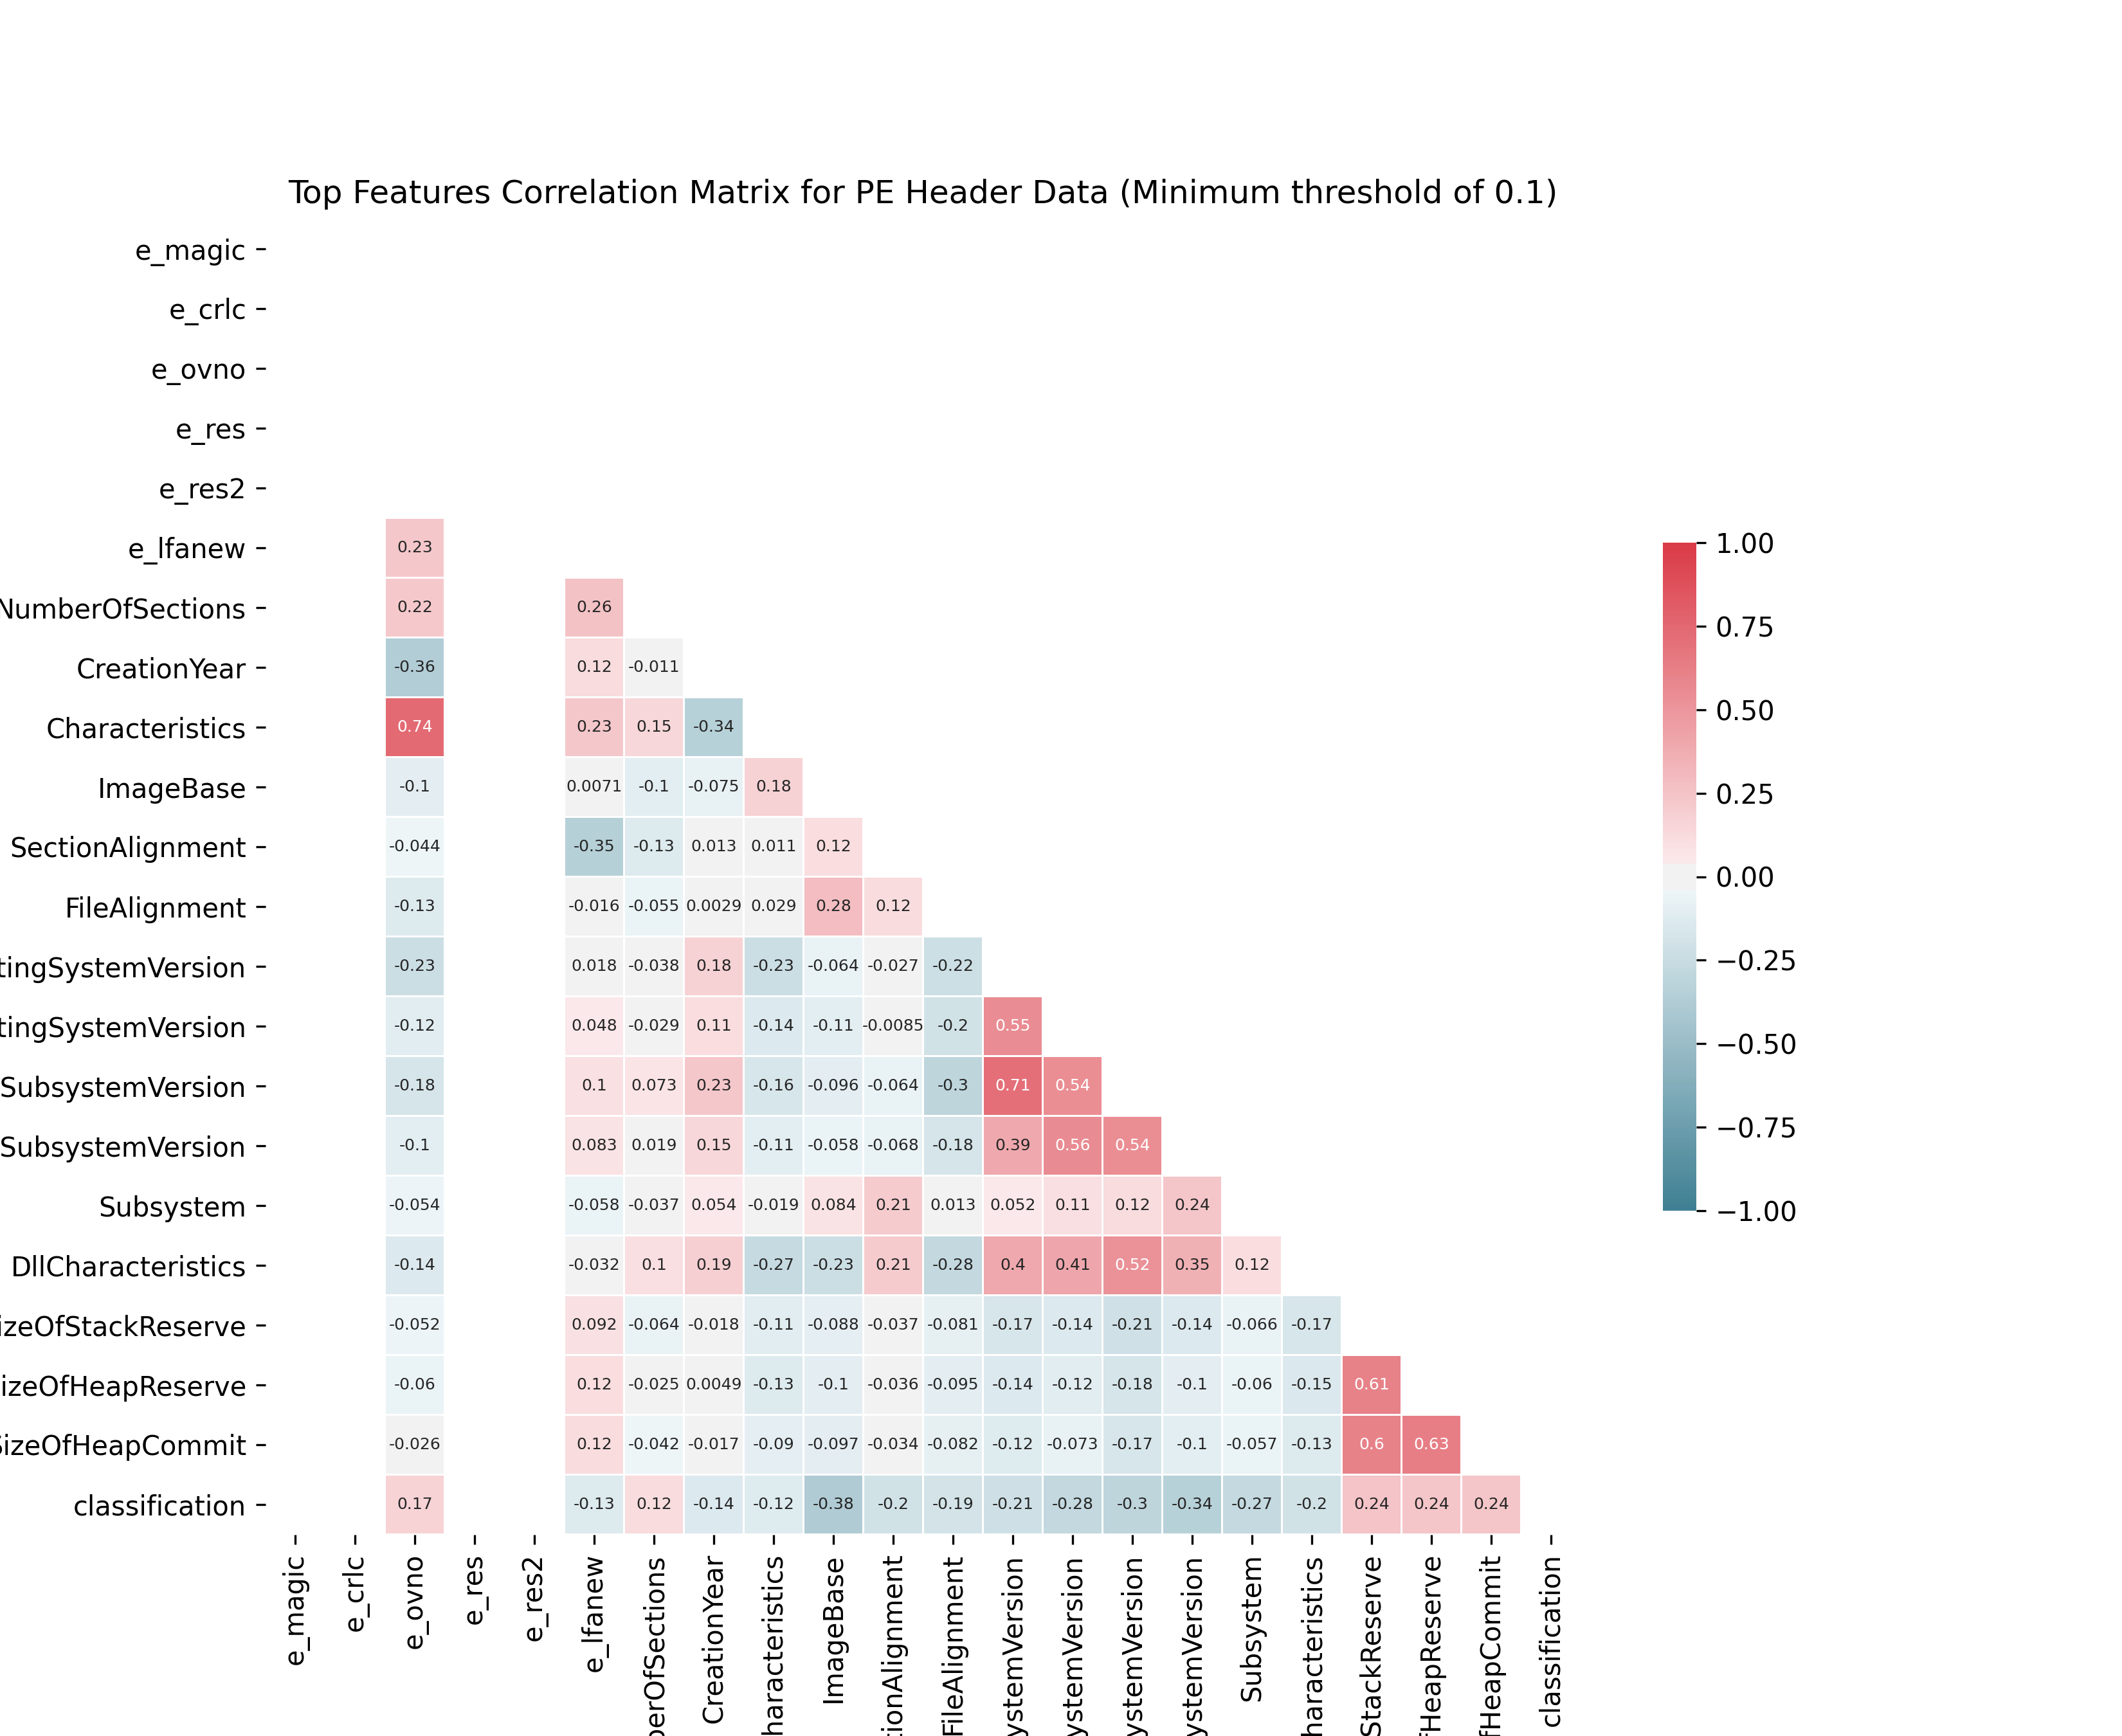 Top Features Correlation Matrix for PE Header Data (Minimum threshold of 0.1)
e_magic
e_crlc
e_ovno
e_res
e_res2
e_lfanew 0.23
NumberOfSections 0.22 0.26
CreationYear -0.36 0.12 -0.011
Characteristics 0.74 0.23 0.15 -0.34
ImageBase -0.1 0.0071 -0.1 -0.075 0.18
SectionAlignment -0.044 -0.35 -0.13 0.013 0.011 0.12
FileAlignment -0.13 -0.016 -0.055 0.0029 0.029 0.28 0.12
tingSystemVersion -0.23 0.018 -0.038 0.18 -0.23 -0.064 -0.027 -0.22
tingSystemVersion -0.12 0.048 -0.029 0.11 -0.14 -0.11 -0.0085 -0.2 0.55
SubsystemVersion -0.18 0.1 0.073 0.23 -0.16 -0.096 -0.064 -0.3 0.71 0.54
SubsystemVersion -0.1 0.083 0.019 0.15 -0.11 -0.058 -0.068 -0.18 0.39 0.56 0.54
Subsystem -0.054 -0.058 -0.037 0.054 -0.019 0.084 0.21 0.013 0.052 0.11 0.12 0.24
DllCharacteristics -0.14 -0.032 0.1 0.19 -0.27 -0.23 0.21 -0.28 0.4 0.41 0.52 0.35 0.12
izeOfStackReserve -0.052 0.092 -0.064 -0.018 -0.11 -0.088 -0.037 -0.081 -0.17 -0.14 -0.21 -0.14 -0.066 -0.17
izeOfHeapReserve -0.06 0.12 -0.025 0.0049 -0.13 -0.1 -0.036 -0.095 -0.14 -0.12 -0.18 -0.1 -0.06 -0.15 0.61
SizeOfHeapCommit -0.026 0.12 -0.042 -0.017 -0.09 -0.097 -0.034 -0.082 -0.12 -0.073 -0.17 -0.1 -0.057 -0.13 0.6 0.63
classification 0.17 -0.13 0.12 -0.14 -0.12 -0.38 -0.2 -0.19 -0.21 -0.28 -0.3 -0.34 -0.27 -0.2 0.24 0.24 0.24
e_magic
e_crlc
e_ovno
e_res
e_res2
e_lfanew
berOfSections
CreationYear
haracteristics
ImageBase
tionAlignment
FileAlignment
ystemVersion
ystemVersion
ystemVersion
ystemVersion
Subsystem
haracteristics
StackReserve
fHeapReserve
fHeapCommit
classification
1.00
0.75
0.50
0.25
0.00
−0.25
−0.50
−0.75
−1.00